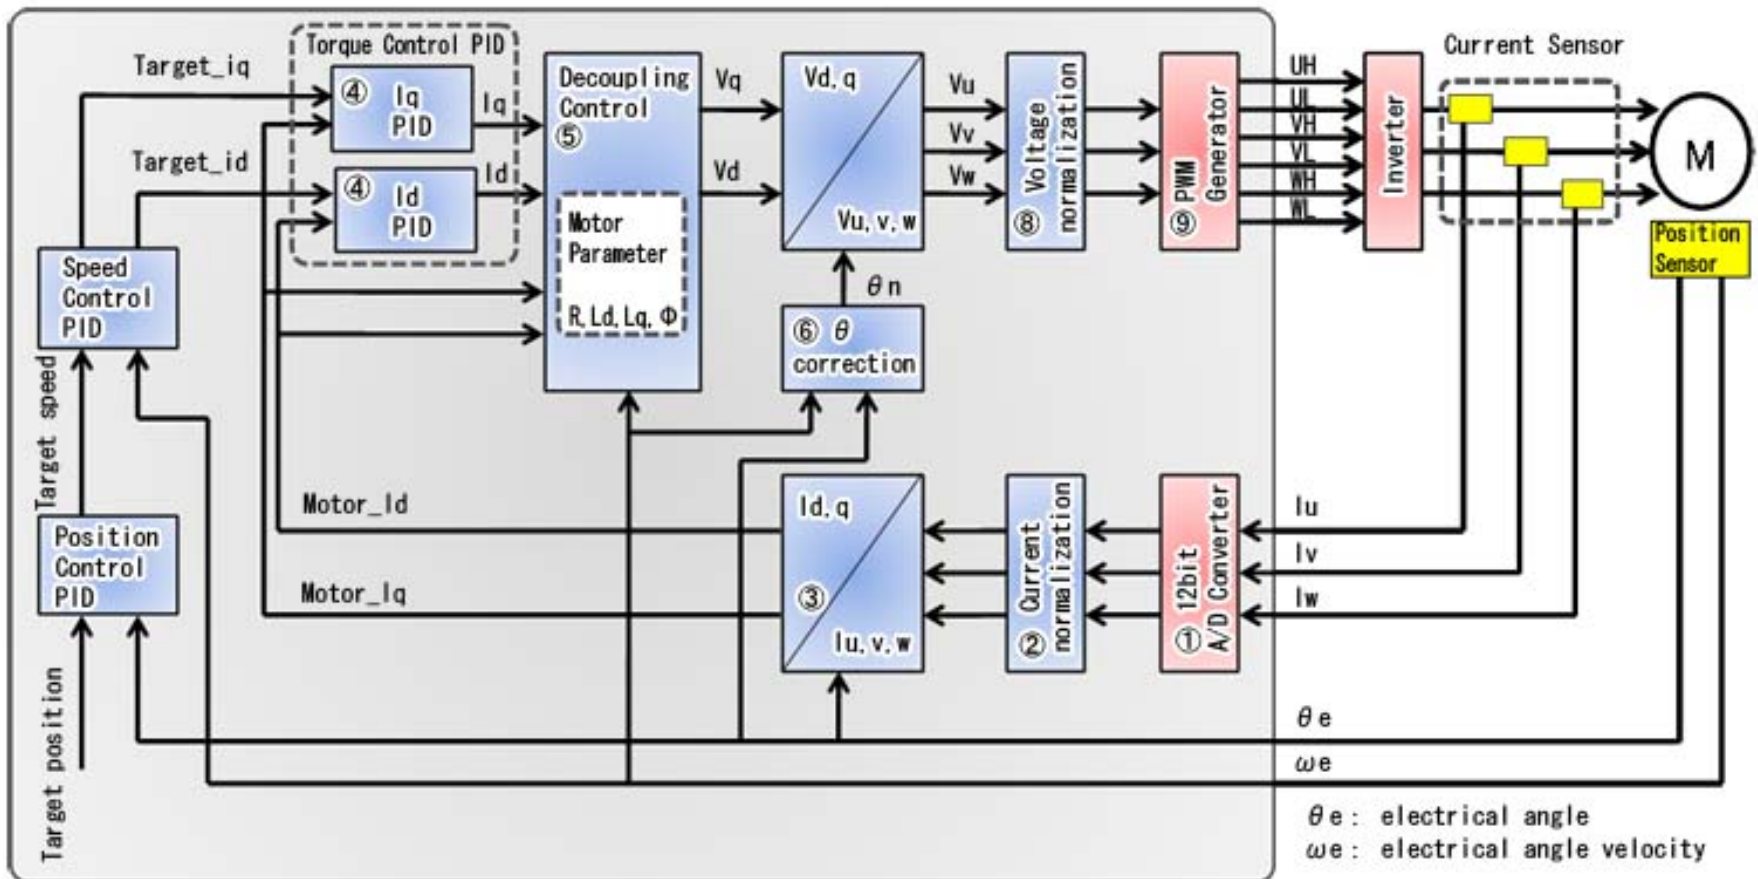 Torque Control PID
Target_iq
④ Iq
PID
Iq
Target_id
④ Id
PID
Id
Decoupling
Control
⑤
Motor
Parameter
R,Ld,Lq,Φ
Vq
Vd
Vd,q
Vu,v,w
Vu
Vv
Vw
⑧ Voltage
normalization
⑨ PWM
Generator
UH
UL
VH
VL
WH
WL
Inverter
Current Sensor
M
Position
Sensor
Speed
Control
PID
θn
⑥ θ
correction
Target speed
Position
Control
PID
Target position
Motor_Id
Motor_Iq
Id,q
③
Iu,v,w
② Current
normalization
① 12bit
A/D Converter
Iu
Iv
Iw
θe
ωe
θe: electrical angle
ωe: electrical angle velocity